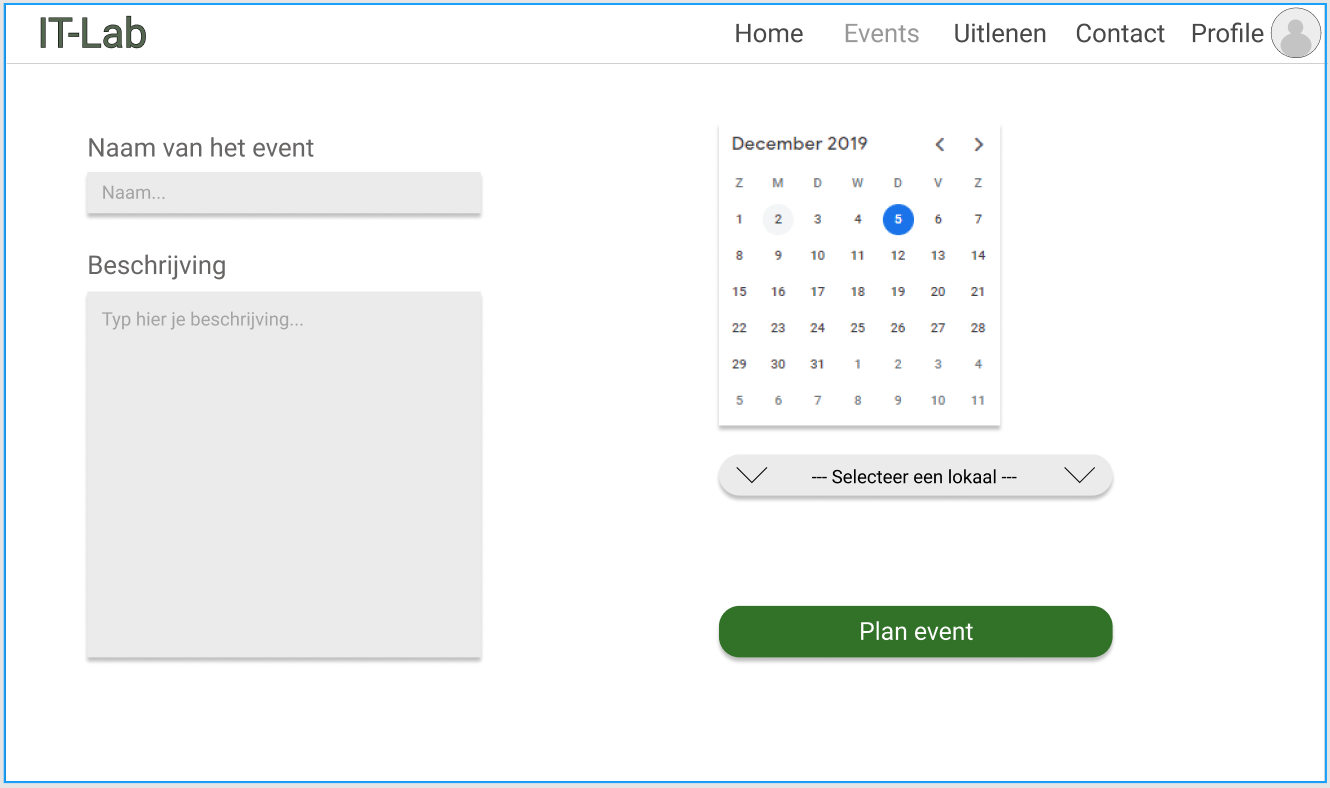 IT-Lab
Home Events Uitlenen Contact Profile
Naam van het event
Naam...
Beschrijving
Typ hier je beschrijving...
December 2019
Z M D W D V Z
1 2 3 4 5 6 7
8 9 10 11 12 13 14
15 16 17 18 19 20 21
22 23 24 25 26 27 28
29 30 31 1 2 3 4
5 6 7 8 9 10 11
--- Selecteer een lokaal ---
Plan event